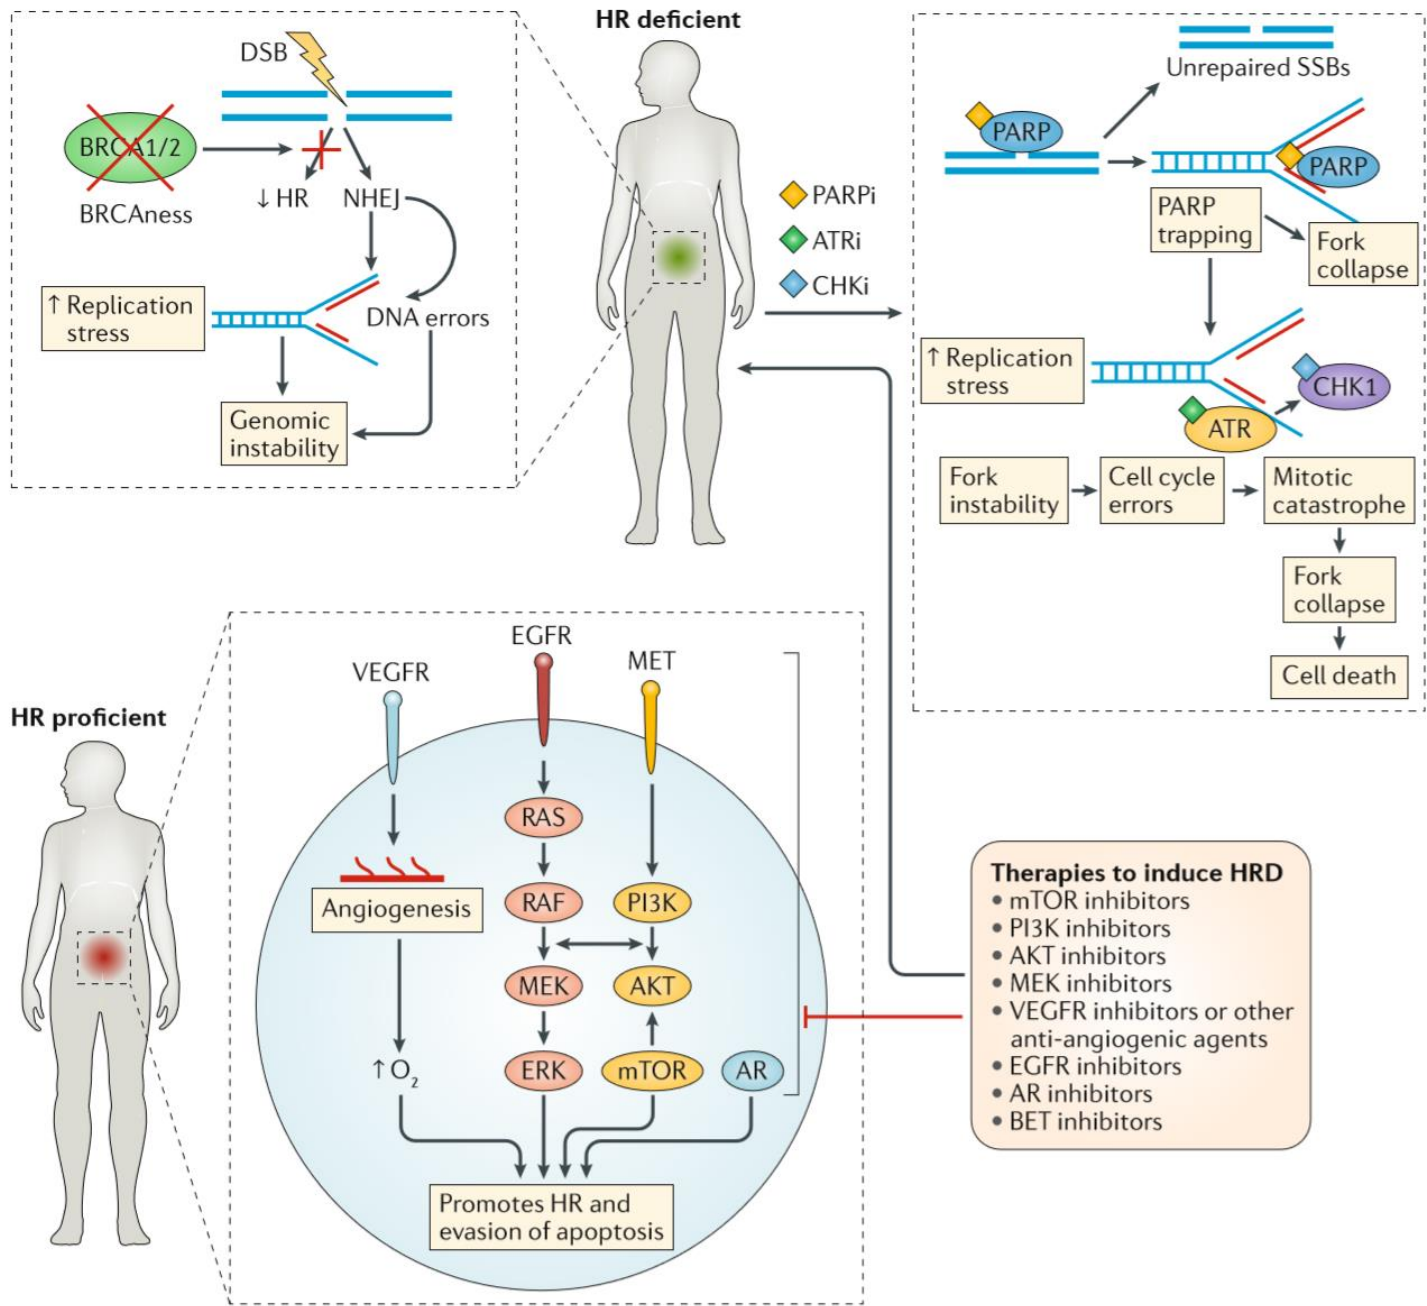 HR deficient
DSB
BRCA1/2
BRCAness
↓ HR
NHEJ
↑ Replication
stress
DNA errors
Genomic
instability
PARPi
ATRi
CHKi
Unrepaired SSBs
PARP
PARP
PARP
trapping
Fork
collapse
↑ Replication
stress
CHK1
ATR
Fork
instability
Cell cycle
errors
Mitotic
catastrophe
Fork
collapse
Cell death
HR proficient
VEGFR
EGFR
MET
RAS
Angiogenesis
RAF
PI3K
MEK
AKT
↑ O₂
ERK
mTOR
AR
Promotes HR and
evasion of apoptosis
Therapies to induce HRD
• mTOR inhibitors
• PI3K inhibitors
• AKT inhibitors
• MEK inhibitors
• VEGFR inhibitors or other
anti-angiogenic agents
• EGFR inhibitors
• AR inhibitors
• BET inhibitors